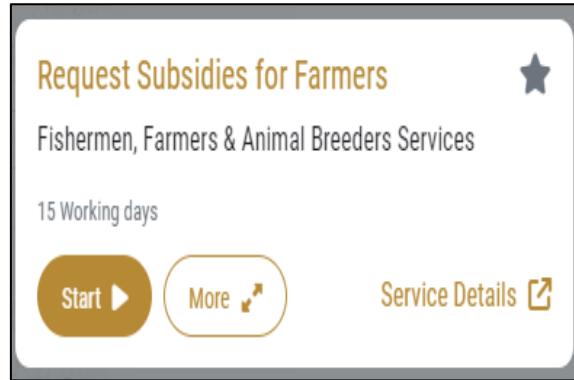 Request Subsidies for Farmers
Fishermen, Farmers & Animal Breeders Services
15 Working days
Start
More
Service Details